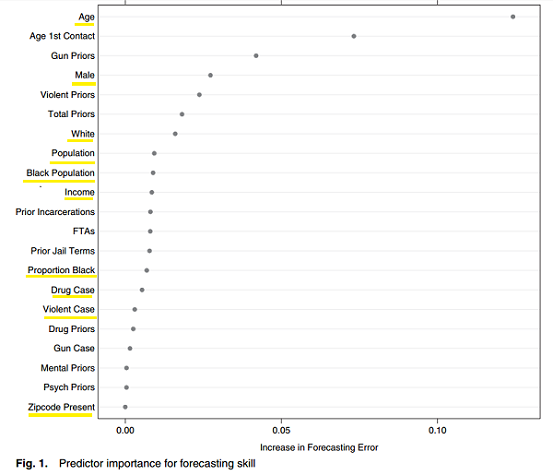 Age
Age 1st Contact
Gun Priors
Male
Violent Priors
Total Priors
White
Population
Black Population
Income
Prior Incarcerations
FTAs
Prior Jail Terms
Proportion Black
Drug Case
Violent Case
Drug Priors
Gun Case
Mental Priors
Psych Priors
Zipcode Present
0.00 0.05 0.10
Increase in Forecasting Error
Fig. 1. Predictor importance for forecasting skill